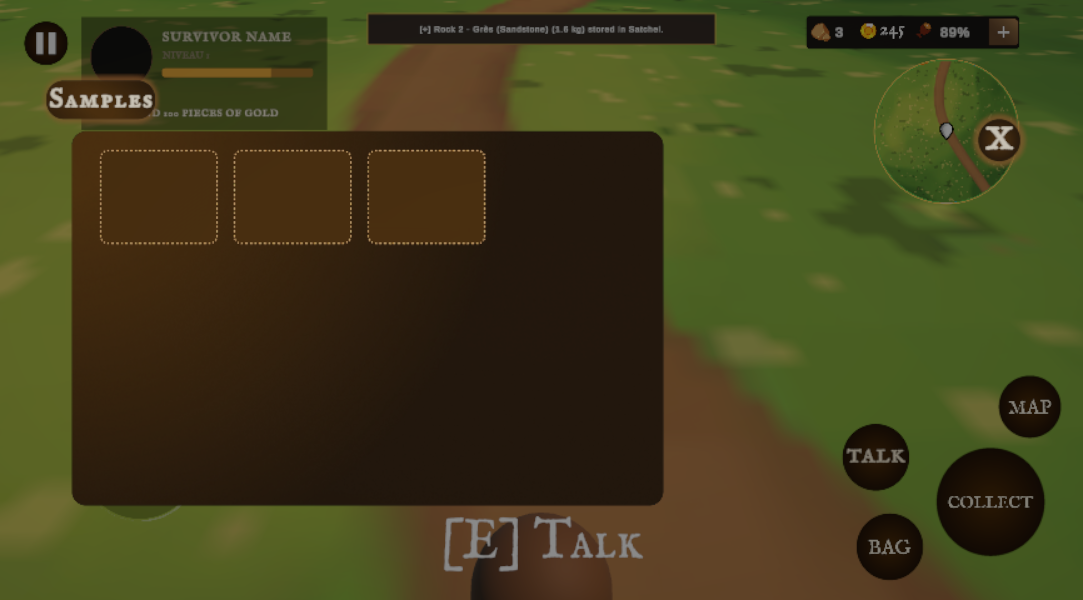 SURVIVOR NAME
NIVEAU 1
SAMPLES
D 100 PIECES OF GOLD
[+] Rock 2 - Grès (Sandstone) (1.6 kg) stored in Satchel.
3 245 89% +
X
MAP
TALK
COLLECT
BAG
[E] TALK